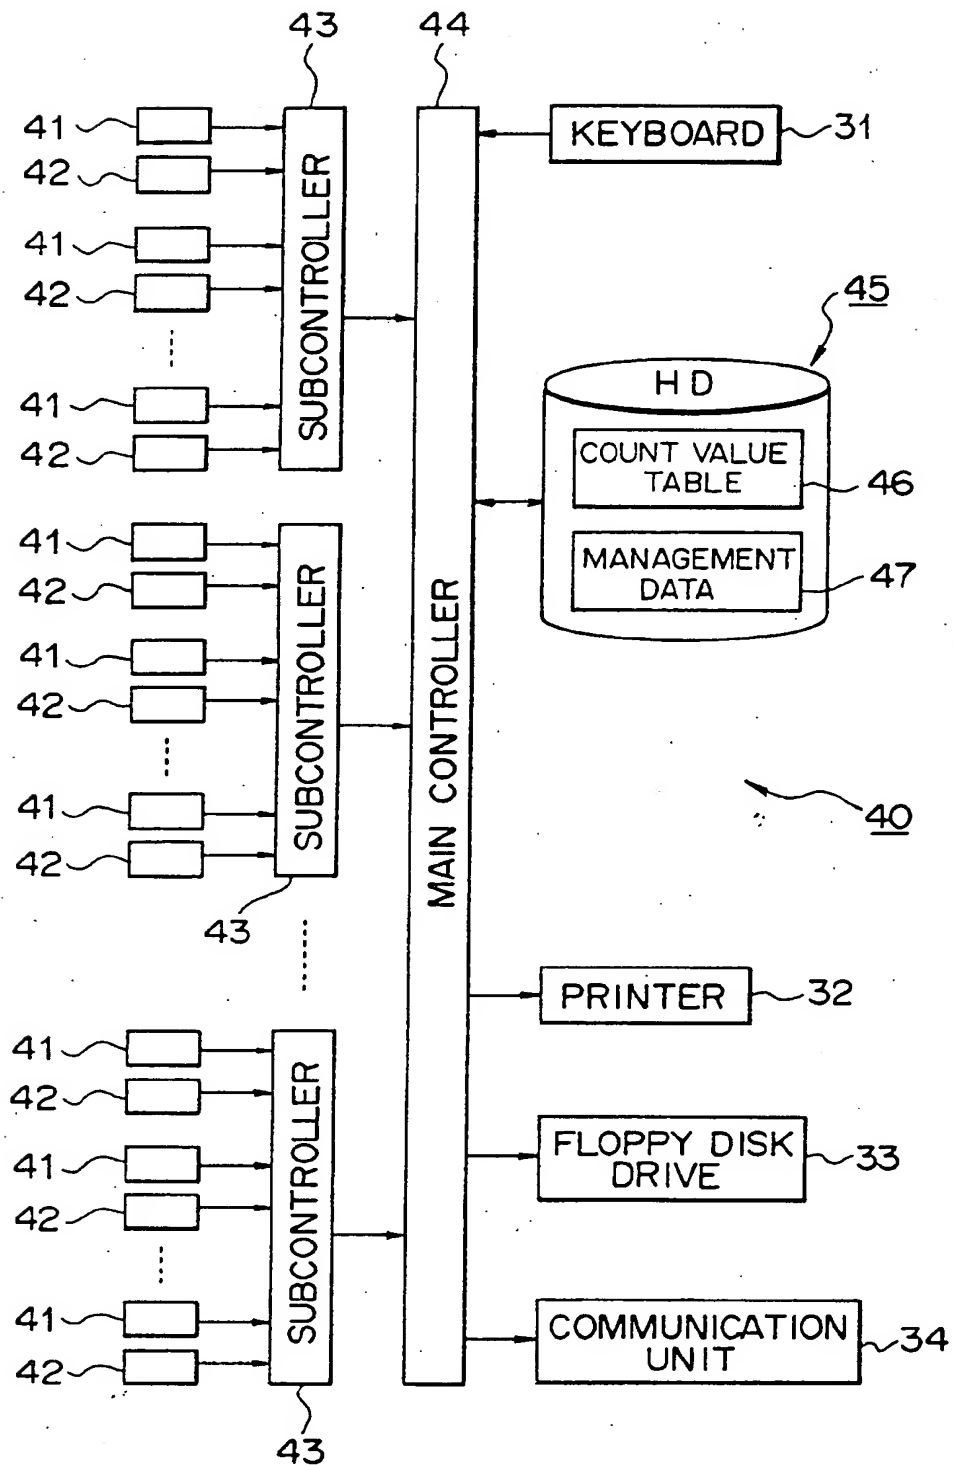 43
44
41
42
41
42
41
42
SUBCONTROLLER
KEYBOARD
31
45
HD
COUNT VALUE
TABLE
46
MANAGEMENT
DATA
47
41
42
41
42
41
42
SUBCONTROLLER
43
MAIN CONTROLLER
40
PRINTER
32
41
42
41
42
41
42
SUBCONTROLLER
43
FLOPPY DISK
DRIVE
33
COMMUNICATION
UNIT
34